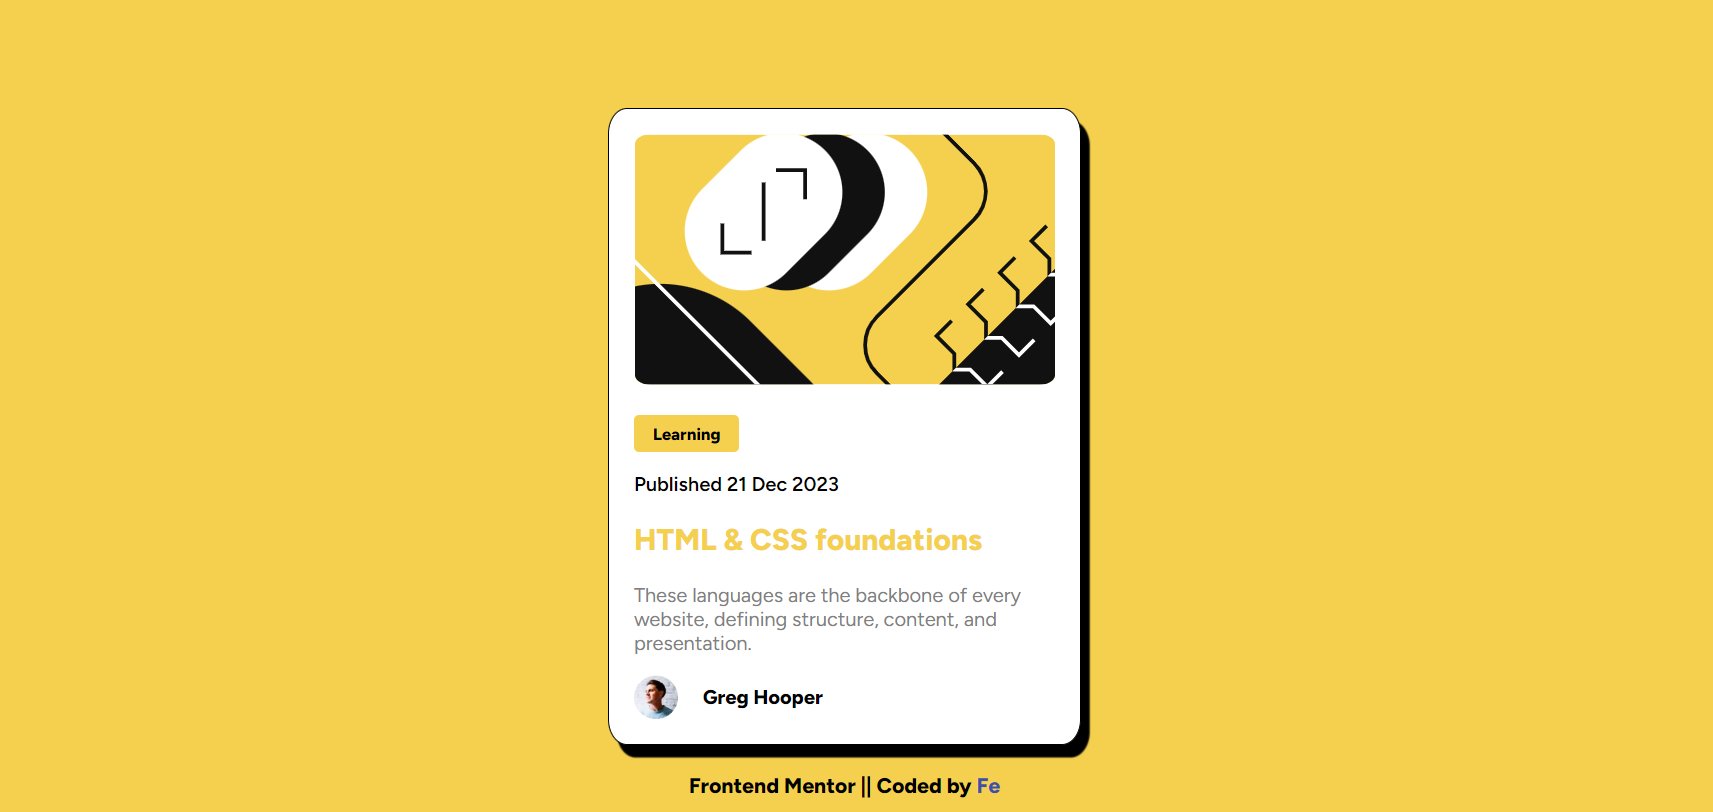 Learning
Published 21 Dec 2023
HTML & CSS foundations
These languages are the backbone of every
website, defining structure, content, and
presentation.
Greg Hooper
Frontend Mentor || Coded by Fe